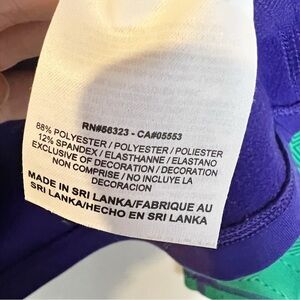 RN#56323 - CA#05553
88% POLYESTER / POLYESTER / POLIESTER
12% SPANDEX / ELASTHANNE / ELASTANO
EXCLUSIVE OF DECORATION / DECORATION
NON COMPRISE / NO INCLUYE LA
DECORACIÓN
MADE IN SRI LANKA/FABRIQUE AU
SRI LANKA/HECHO EN SRI LANKA